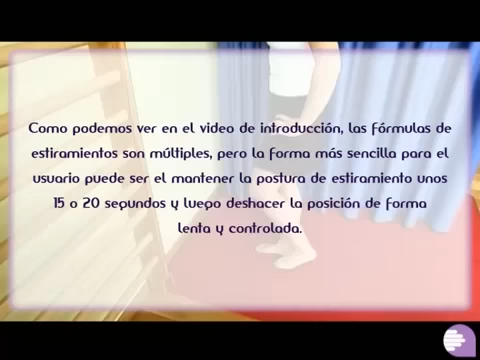 Como podemos ver en el video de introducción, las fórmulas de
estiramientos son múltiples, pero la forma más sencilla para el
usuario puede ser el mantener la postura de estiramiento unos
15 o 20 segundos y luego deshacer la posición de forma
lenta y controlada.